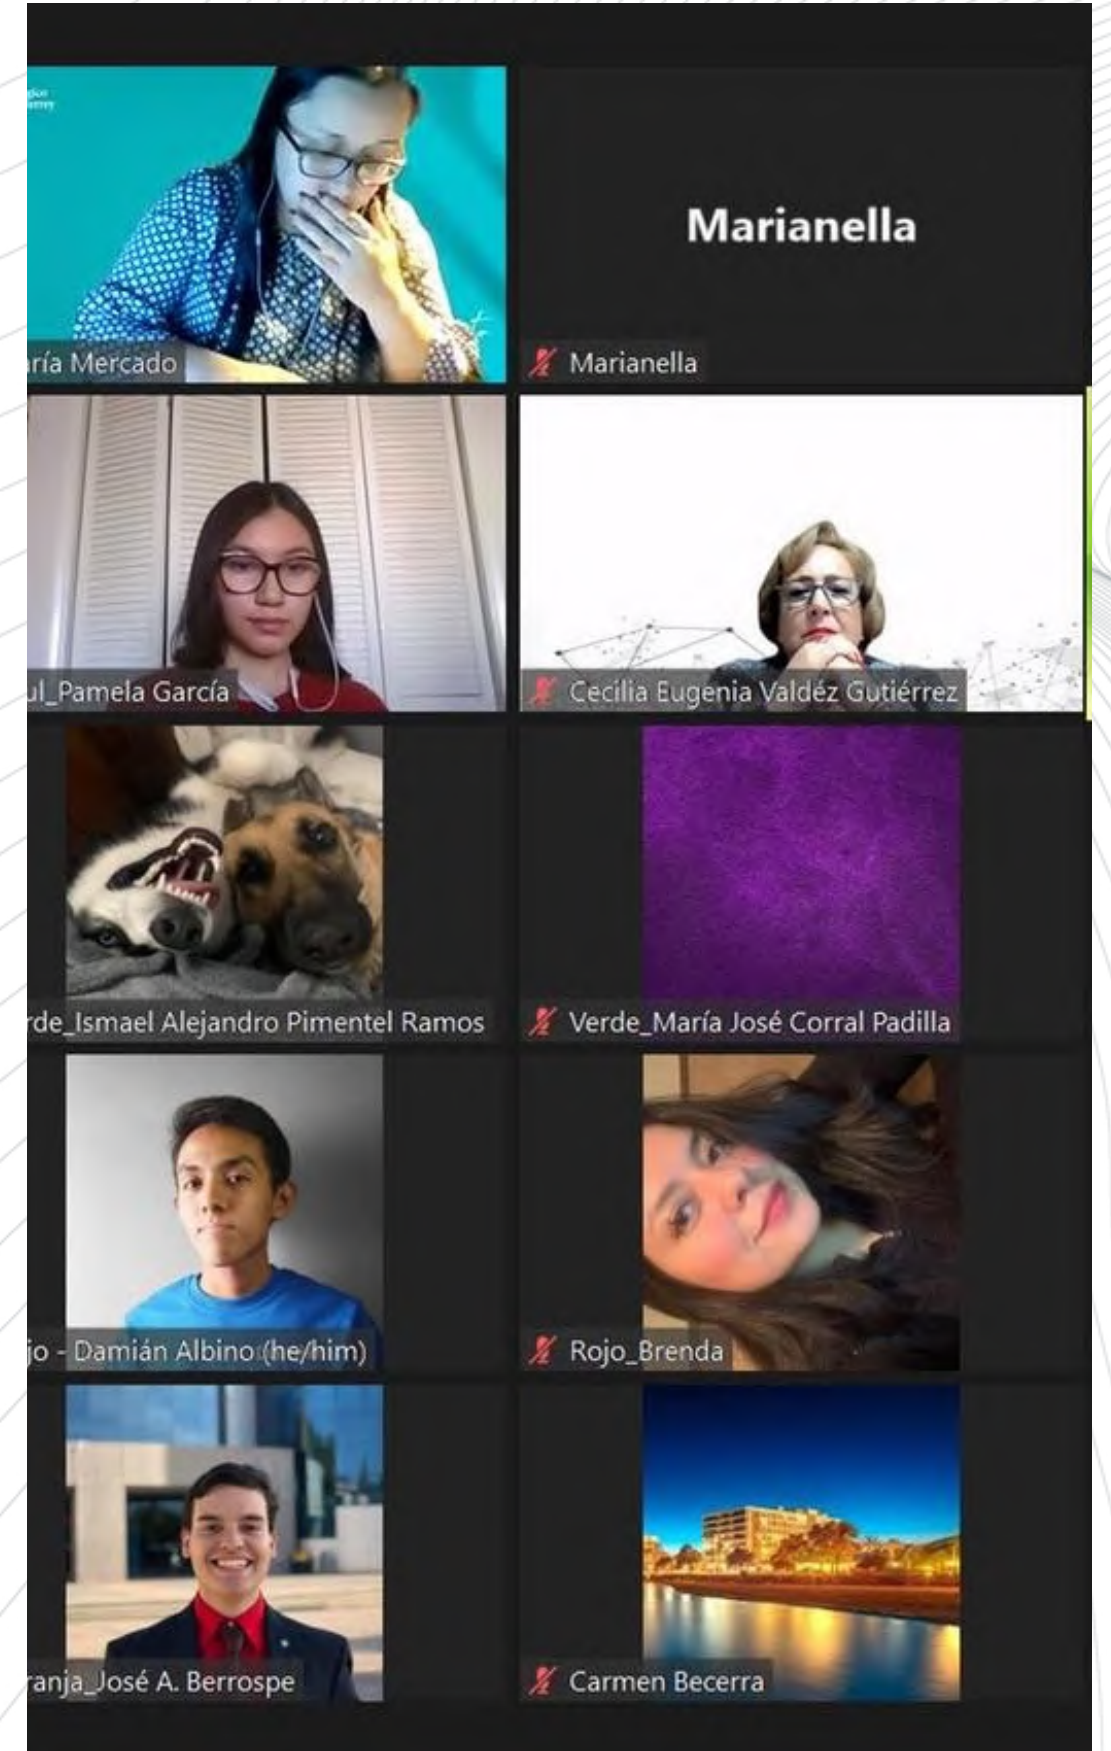 Marianella
ría Mercado
Marianella
ul_Pamela García
Cecilia Eugenia Valdéz Gutiérrez
rde_Ismael Alejandro Pimentel Ramos
Verde_María José Corral Padilla
jo - Damián Albino (he/him)
Rojo_Brenda
ranja_José A. Berrospe
Carmen Becerra